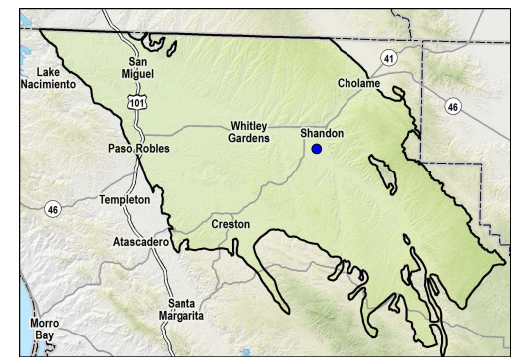 San
Miguel
41
Lake
Nacimiento
Cholame
101
46
Whitley
Gardens
Shandon
Paso Robles
Templeton
46
Creston
Atascadero
Santa
Margarita
Morro
Bay